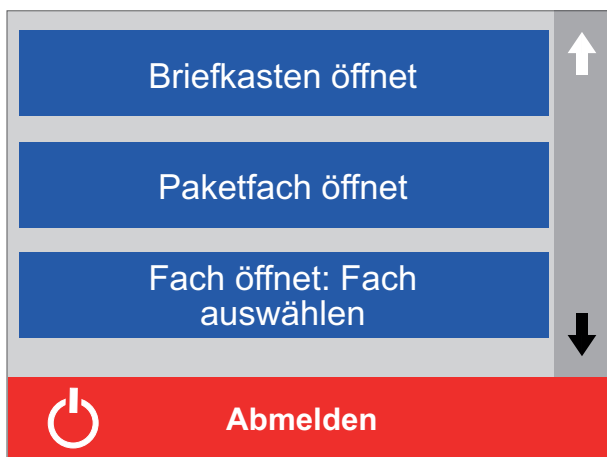 Briefkasten öffnet
Paketfach öffnet
Fach öffnet: Fach
auswählen
Abmelden